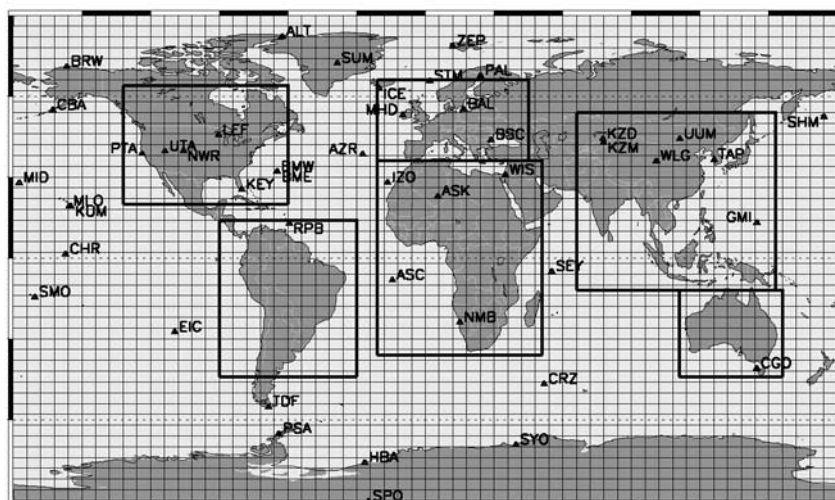 ALT
ZEP
BRW
SUM
STM
PAL
ICE
CBA
MHD
BAL
SHM
LEF
BSC
KZD
UUM
PTA
UTA
NWR
AZR
KZM
WLG
TAP
BMW
BME
WIS
MID
KEY
IZO
ASK
MLO
KUM
GMI
RPB
CHR
SEY
ASC
SMO
EIC
NMB
CGO
CRZ
TDF
PSA
SYO
HBA
SPO